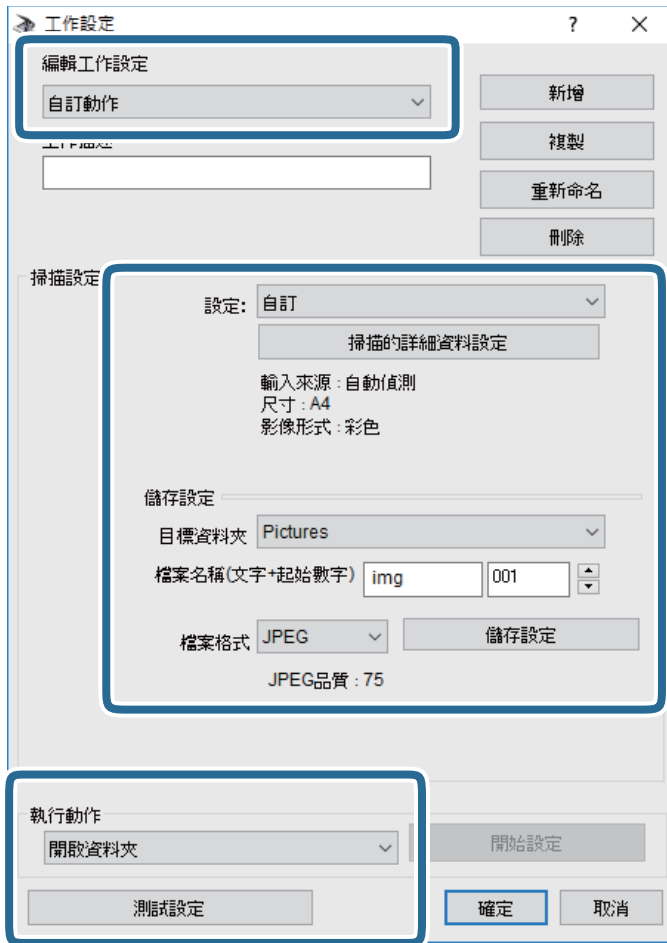 工作設定
編輯工作設定
自訂動作
新增
工作描述
複製
重新命名
刪除
掃描設定
設定: 自訂
掃描的詳細資料設定
輸入來源 : 自動偵測
尺寸 : A4
影像形式 : 彩色
儲存設定
目標資料夾 Pictures
檔案名稱(文字+起始數字) img 001
檔案格式 JPEG 儲存設定
JPEG品質 : 75
執行動作
開啟資料夾 開始設定
測試設定 確定 取消